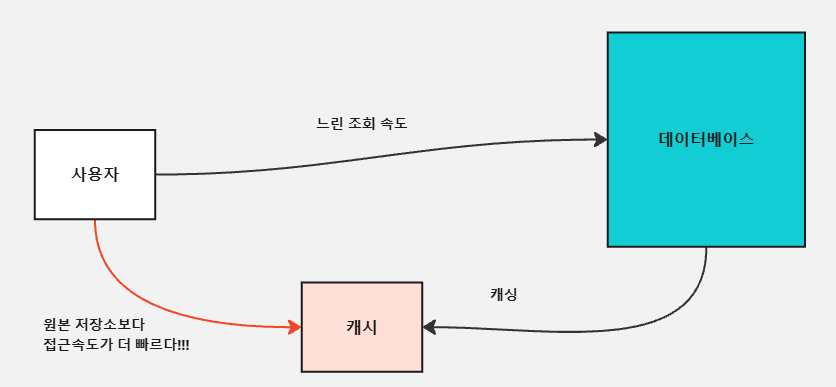 느린 조회 속도
데이터베이스
사용자
캐싱
원본 저장소보다
접근속도가 더 빠르다!!!
캐시